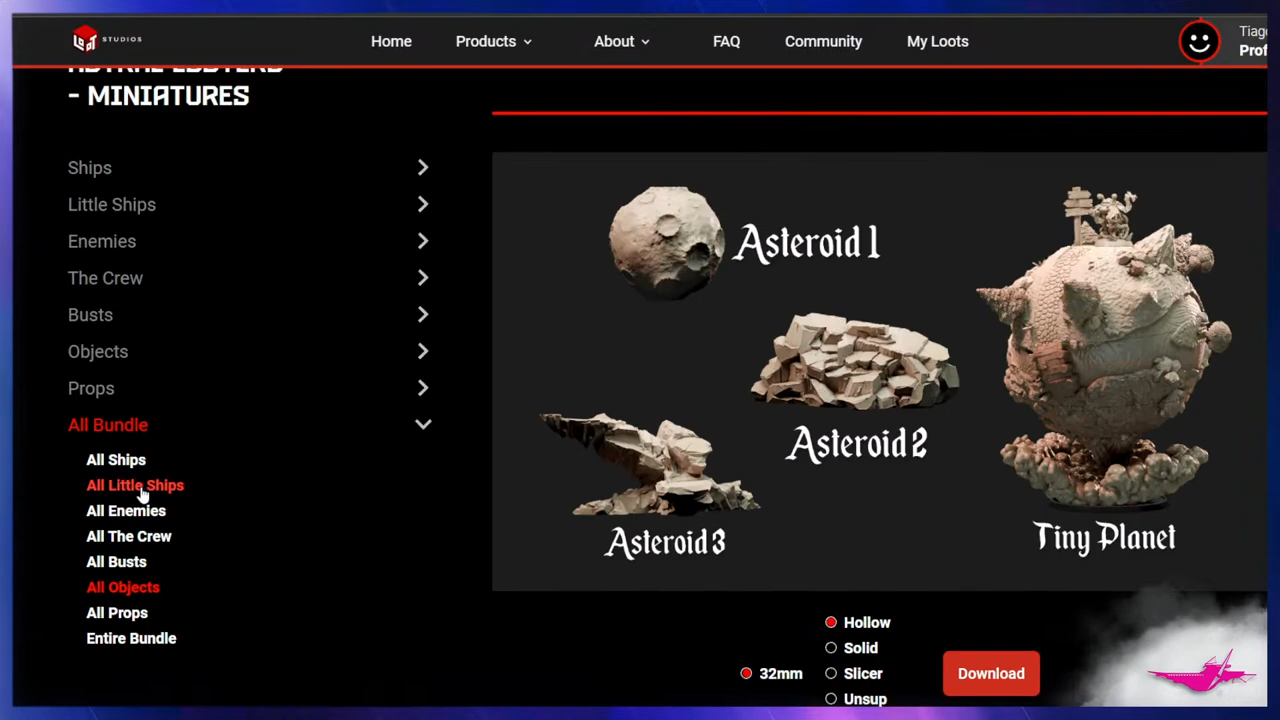 LOOT STUDIOS
Home
Products
About
FAQ
Community
My Loots
- MINIATURES
Ships
Little Ships
Enemies
The Crew
Busts
Objects
Props
All Bundle
All Ships
All Little Ships
All Enemies
All The Crew
All Busts
All Objects
All Props
Entire Bundle
Asteroid 1
Asteroid 2
Asteroid 3
Tiny Planet
32mm
Hollow
Solid
Slicer
Unsup
Download